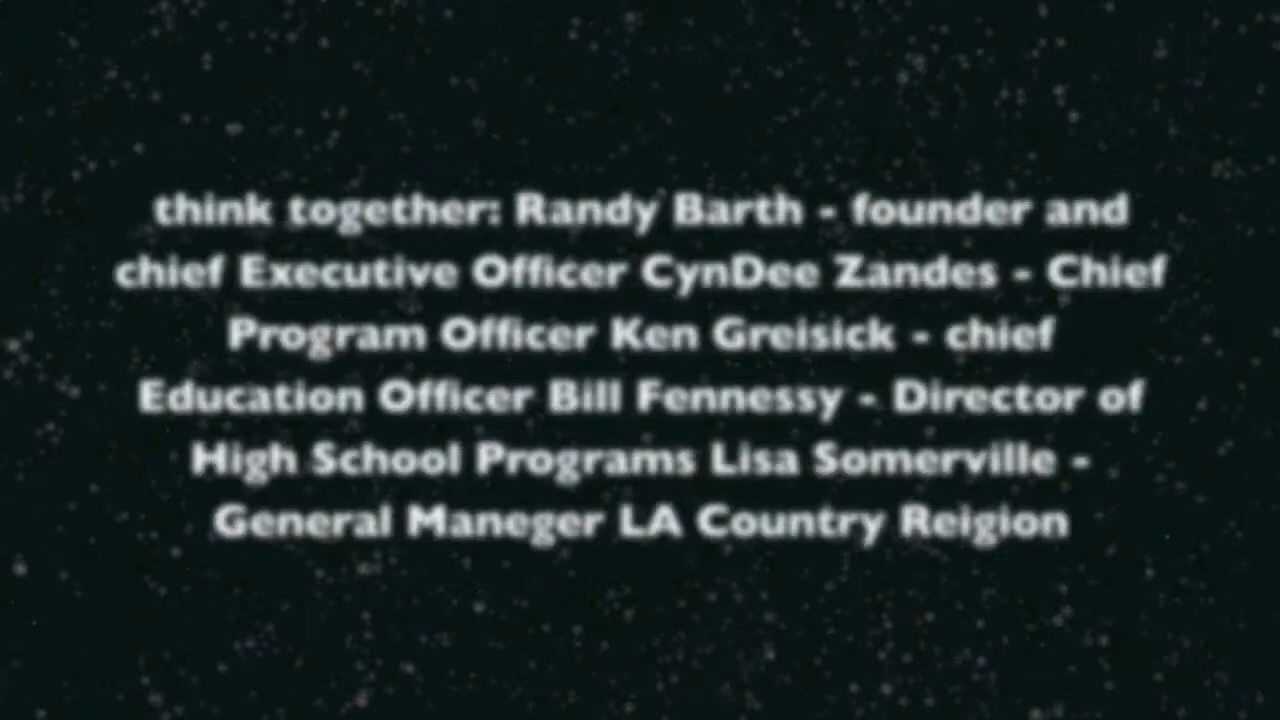 think together: Randy Barth - founder and
chief Executive Officer CynDee Zandes - Chief
Program Officer Ken Greisick - chief
Education Officer Bill Fennessy - Director of
High School Programs Lisa Somerville -
General Maneger LA Country Reigion